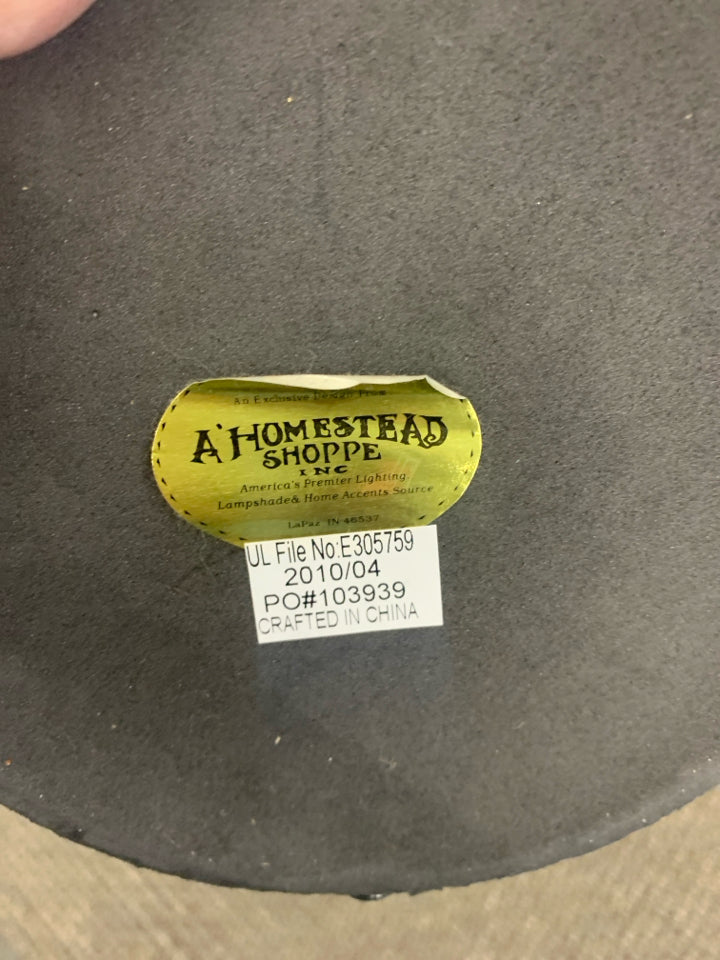 An Exclusive Design From
A'HOMESTEAD
SHOPPE
INC
America's Premier Lighting,
Lampshade& Home Accents Source
LaPaz IN 46537
UL File No:E305759
2010/04
PO#103939
CRAFTED IN CHINA